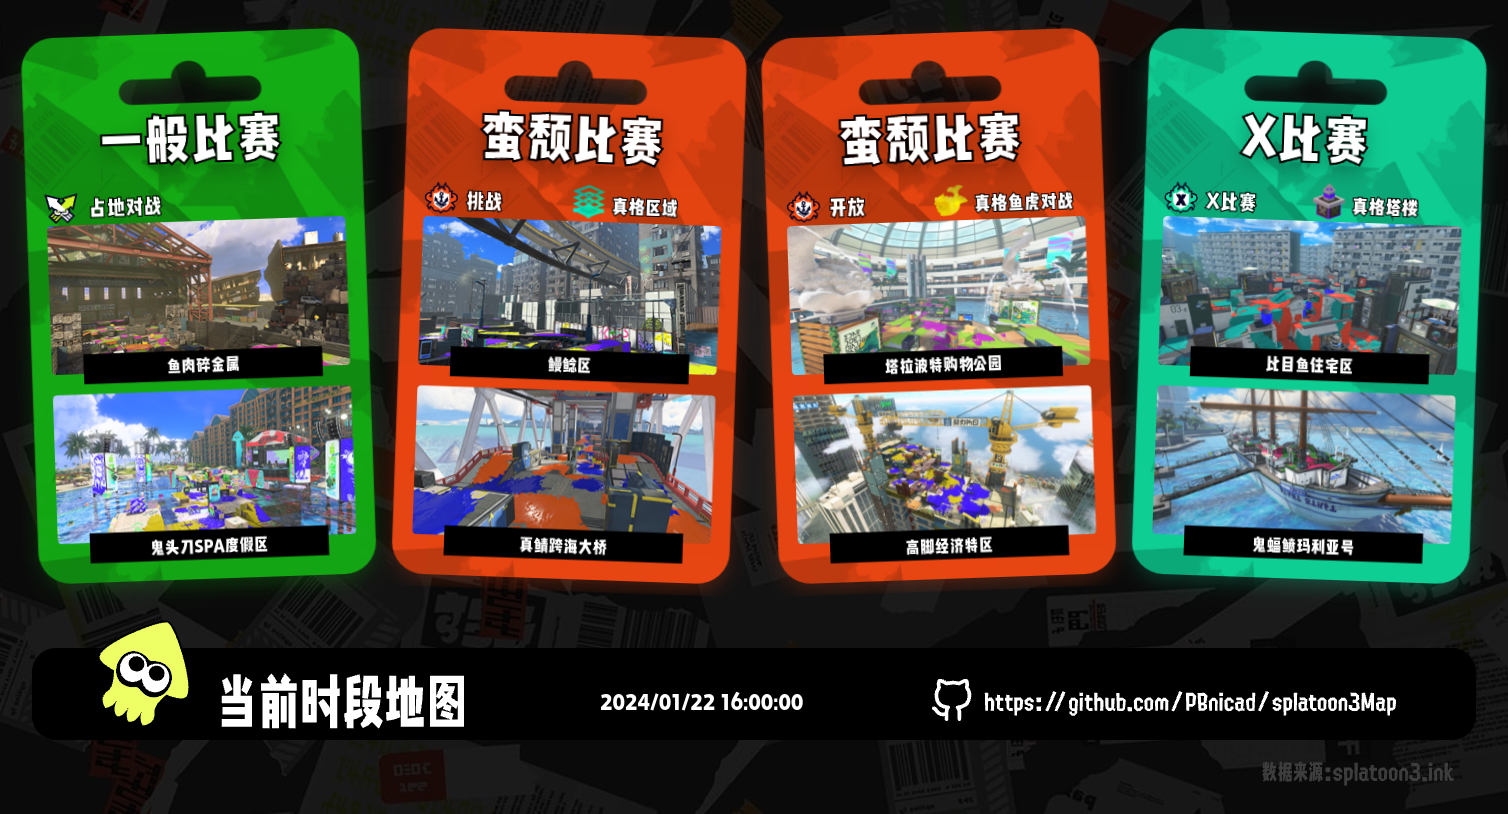 一般比赛
占地对战
鱼肉碎金属
鬼头刀SPA度假区
蛮颓比赛
挑战
真格区域
鳗鲶区
真鲭跨海大桥
蛮颓比赛
开放
真格鱼虎对战
塔拉波特购物公园
高脚经济特区
X比赛
X比赛
真格塔楼
比目鱼住宅区
鬼蝠鲼玛利亚号
当前时段地图
2024/01/22 16:00:00
https://github.com/PBnicad/splatoon3Map
数据来源:splatoon3.ink